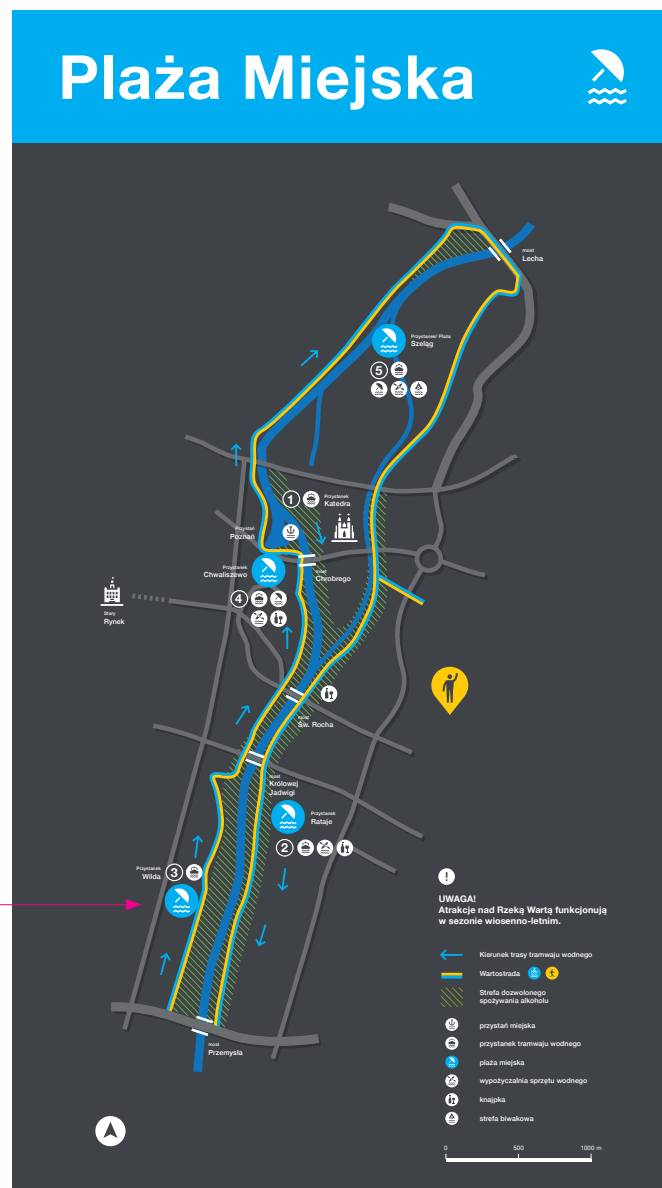 Plaża Miejska
most
Lecha
Przystanek/ Plaża
Szeląg
5
1
Przystanek
Katedra
Przystań
Poznań
Przystanek
Chwaliszewo
most
Chrobrego
4
Stary
Rynek
most
Św. Rocha
most
Królowej
Jadwigi
Przystanek
Rataje
2
Przystanek
Wilda
3
!
UWAGA!
Atrakcje nad Rzeką Wartą funkcjonują
w sezonie wiosenno-letnim.
Kierunek trasy tramwaju wodnego
Wartostrada
Strefa dozwolonego
spożywania alkoholu
przystań miejska
przystanek tramwaju wodnego
plaża miejska
wypożyczalnia sprzętu wodnego
knajpka
strefa biwakowa
most
Przemysła
0 500 1000 m